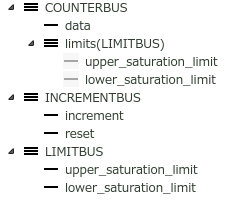 COUNTERBUS
data
limits(LIMITBUS)
upper_saturation_limit
lower_saturation_limit
INCREMENTBUS
increment
reset
LIMITBUS
upper_saturation_limit
lower_saturation_limit